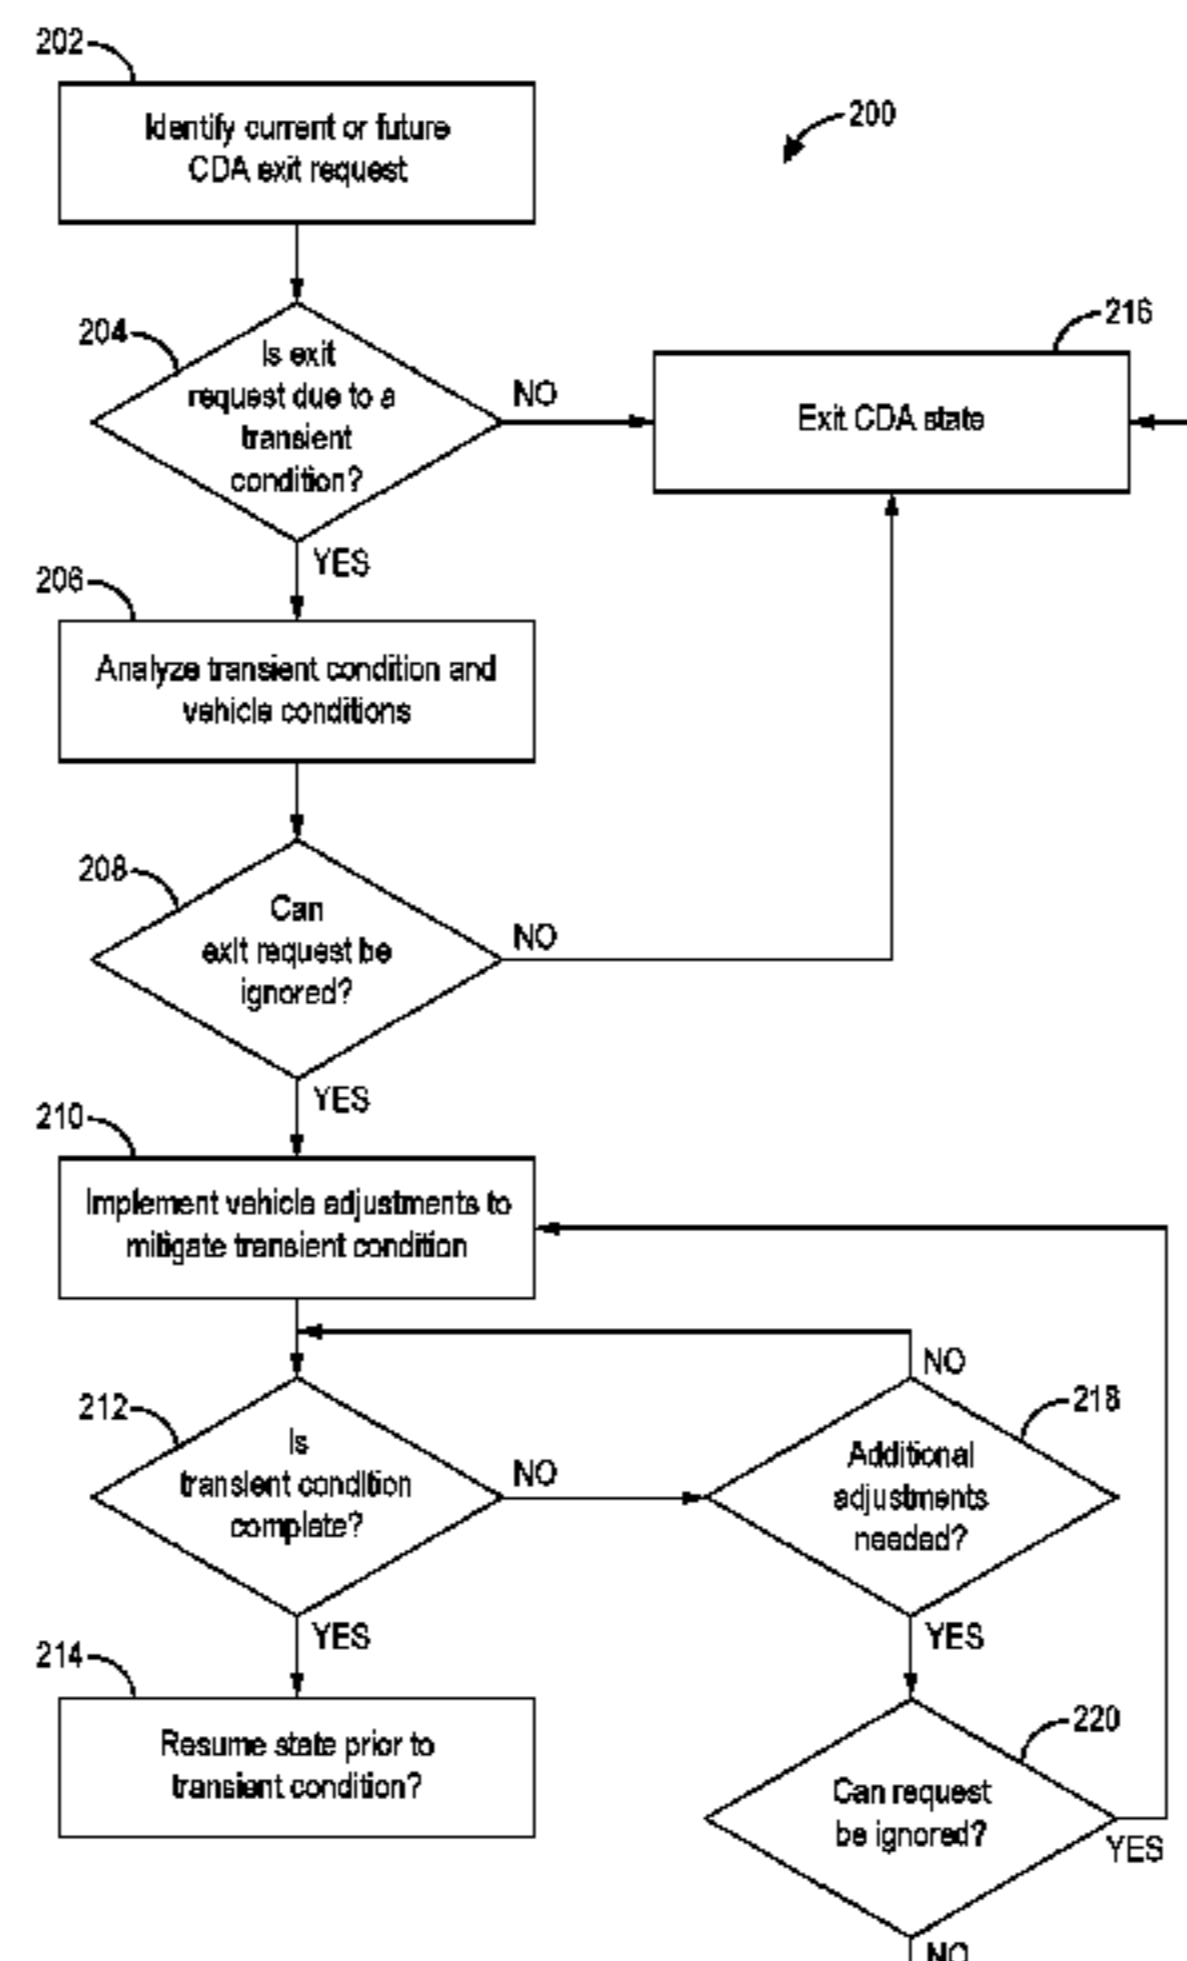 202
Identify current or future
CDA exit request
200
204
Is exit
request due to a
transient
condition?
NO
216
Exit CDA state
YES
206
Analyze transient condition and
vehicle conditions
208
Can
exit request be
ignored?
NO
YES
210
Implement vehicle adjustments to
mitigate transient condition
212
Is
transient condition
complete?
NO
NO
218
Additional
adjustments
needed?
YES
YES
214
Resume state prior to
transient condition?
220
Can request
be ignored?
YES
NO